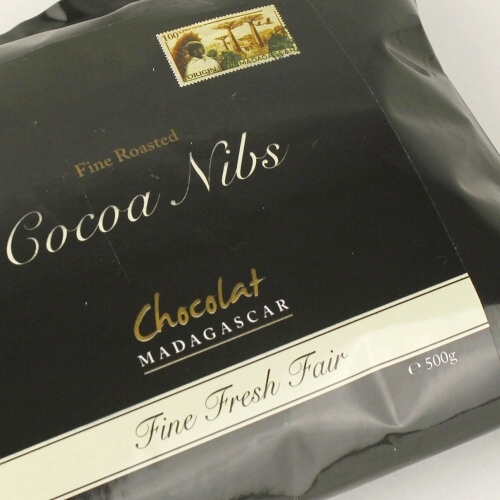 100%
ORIGIN MADAGASCAR
Fine Roasted
Cocoa Nibs
Chocolat
MADAGASCAR
Fine Fresh Fair
℮ 500g